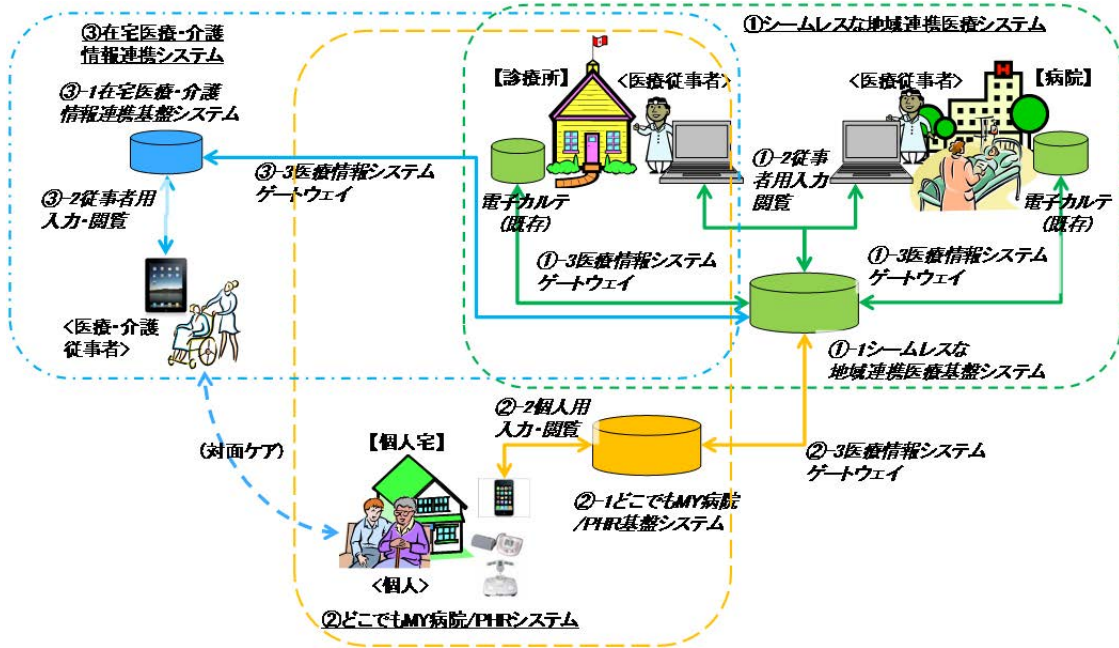 ③在宅医療・介護
情報連携システム
③-1在宅医療・介護
情報連携基盤システム
③-2従事者用
入力・閲覧
<医療・介護
従事者>
③-3医療情報システム
ゲートウェイ
①シームレスな地域連携医療システム
【診療所】
<医療従事者>
<医療従事者>
【病院】
H
電子カルテ
(既存)
①-2従事
者用入力
閲覧
電子カルテ
(既存)
①-3医療情報システム
ゲートウェイ
①-3医療情報システム
ゲートウェイ
①-1シームレスな
地域連携医療基盤システム
(対面ケア)
【個人宅】
<個人>
②-2個人用
入力・閲覧
②-1どこでもMY病院
/PHR基盤システム
②-3医療情報システム
ゲートウェイ
②どこでもMY病院/PHRシステム